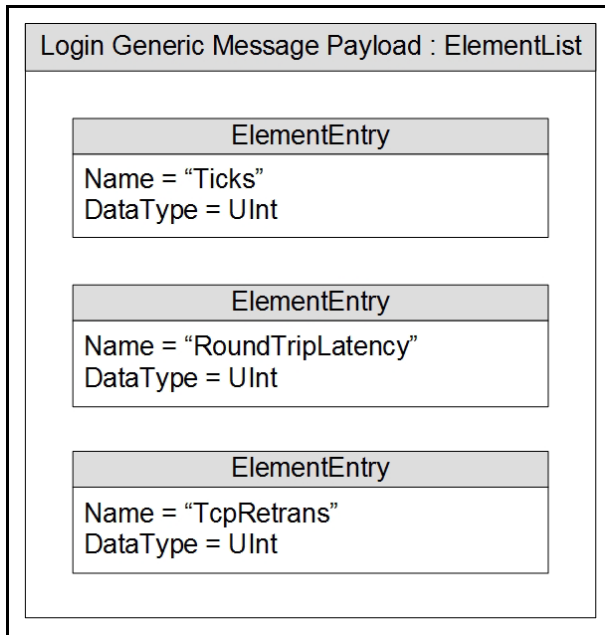 Login Generic Message Payload : ElementList
ElementEntry
Name = “Ticks”
DataType = UInt
ElementEntry
Name = “RoundTripLatency”
DataType = UInt
ElementEntry
Name = “TcpRetrans”
DataType = UInt